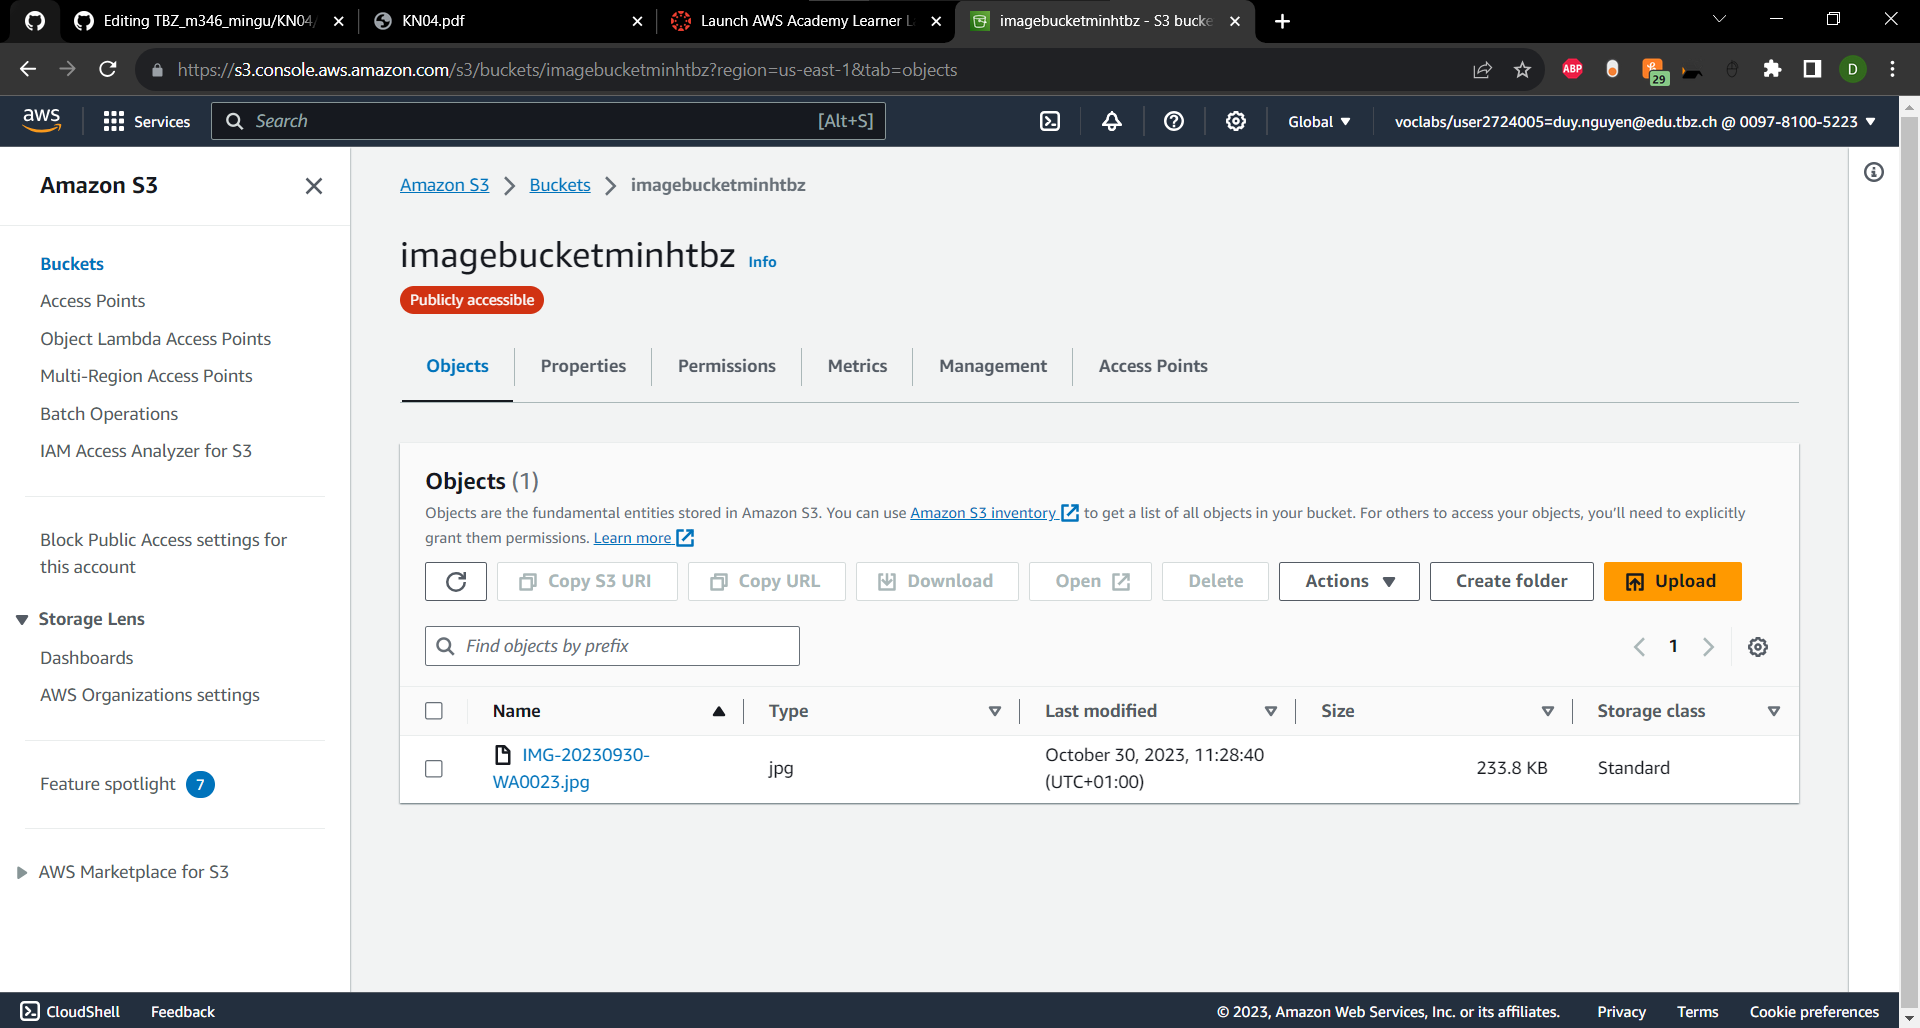 Editing TBZ_m346_mingu/KN04/
KN04.pdf
Launch AWS Academy Learner L
imagebucketminhtbz - S3 bucke
https://s3.console.aws.amazon.com/s3/buckets/imagebucketminhtbz?region=us-east-1&tab=objects
ABP
29
D
aws
Services
Search
[Alt+S]
Global
voclabs/user2724005=duy.nguyen@edu.tbz.ch @ 0097-8100-5223
Amazon S3
Buckets
Access Points
Object Lambda Access Points
Multi-Region Access Points
Batch Operations
IAM Access Analyzer for S3
Block Public Access settings for
this account
Storage Lens
Dashboards
AWS Organizations settings
Feature spotlight 7
AWS Marketplace for S3
Amazon S3 > Buckets > imagebucketminhtbz
imagebucketminhtbz Info
Publicly accessible
Objects
Properties
Permissions
Metrics
Management
Access Points
Objects (1)
Objects are the fundamental entities stored in Amazon S3. You can use Amazon S3 inventory to get a list of all objects in your bucket. For others to access your objects, you'll need to explicitly
grant them permissions. Learn more
Copy S3 URI
Copy URL
Download
Open
Delete
Actions
Create folder
Upload
Find objects by prefix
1
Name
Type
Last modified
Size
Storage class
IMG-20230930-
WA0023.jpg
jpg
October 30, 2023, 11:28:40
(UTC+01:00)
233.8 KB
Standard
CloudShell
Feedback
© 2023, Amazon Web Services, Inc. or its affiliates.
Privacy
Terms
Cookie preferences